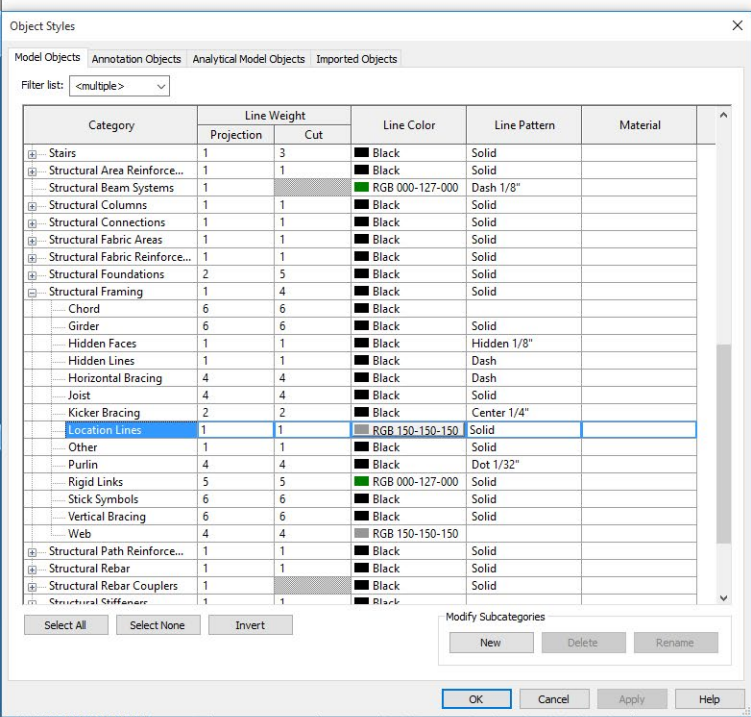 Object Styles
Model Objects Annotation Objects Analytical Model Objects Imported Objects
Filter list: <multiple>
Category Line Weight Line Color Line Pattern Material
Projection Cut
Stairs 1 3 Black Solid
Structural Area Reinforce... 1 1 Black Solid
Structural Beam Systems 1 RGB 000-127-000 Dash 1/8"
Structural Columns 1 1 Black Solid
Structural Connections 1 1 Black Solid
Structural Fabric Areas 1 1 Black Solid
Structural Fabric Reinforce... 1 1 Black Solid
Structural Foundations 2 5 Black Solid
Structural Framing 1 4 Black Solid
Chord 6 6 Black
Girder 6 6 Black Solid
Hidden Faces 1 1 Black Hidden 1/8"
Hidden Lines 1 1 Black Dash
Horizontal Bracing 4 4 Black Dash
Joist 4 4 Black Solid
Kicker Bracing 2 2 Black Center 1/4"
Location Lines 1 1 RGB 150-150-150 Solid
Other 1 1 Black Solid
Purlin 4 4 Black Dot 1/32"
Rigid Links 5 5 RGB 000-127-000 Solid
Stick Symbols 6 6 Black Solid
Vertical Bracing 6 6 Black Solid
Web 4 4 RGB 150-150-150
Structural Path Reinforce... 1 1 Black Solid
Structural Rebar 1 1 Black Solid
Structural Rebar Couplers 1 Black Solid
Structural Stiffeners 1 1 Black
Select All Select None Invert
Modify Subcategories
New Delete Rename
OK Cancel Apply Help